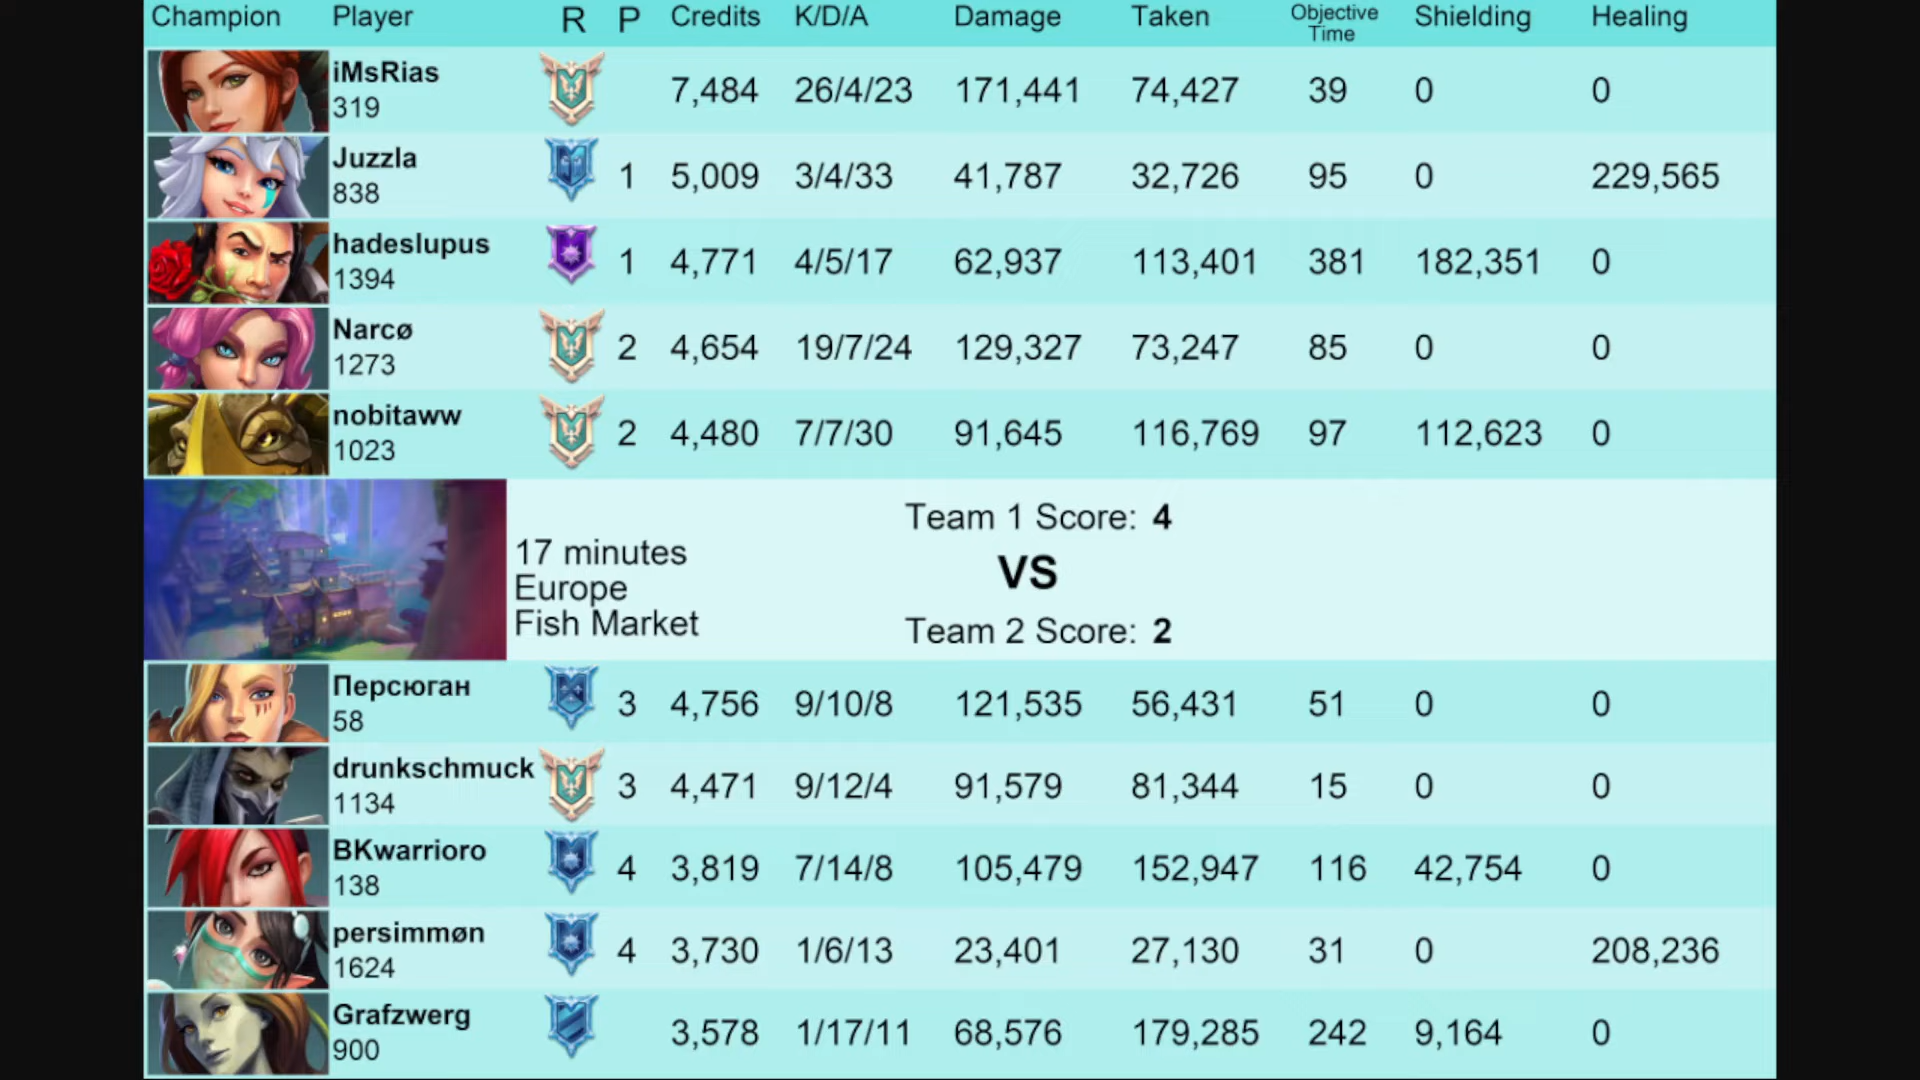 Champion Player R P Credits K/D/A Damage Taken Objective Time Shielding Healing
iMsRias
319
7,484 26/4/23 171,441 74,427 39 0 0
Juzzla
838
1 5,009 3/4/33 41,787 32,726 95 0 229,565
hadeslupus
1394
1 4,771 4/5/17 62,937 113,401 381 182,351 0
Narcø
1273
2 4,654 19/7/24 129,327 73,247 85 0 0
nobitaww
1023
2 4,480 7/7/30 91,645 116,769 97 112,623 0
17 minutes
Europe
Fish Market
Team 1 Score: 4
VS
Team 2 Score: 2
Персюган
58
3 4,756 9/10/8 121,535 56,431 51 0 0
drunkschmuck
1134
3 4,471 9/12/4 91,579 81,344 15 0 0
BKwarrioro
138
4 3,819 7/14/8 105,479 152,947 116 42,754 0
persimmøn
1624
4 3,730 1/6/13 23,401 27,130 31 0 208,236
Grafzwerg
900
3,578 1/17/11 68,576 179,285 242 9,164 0